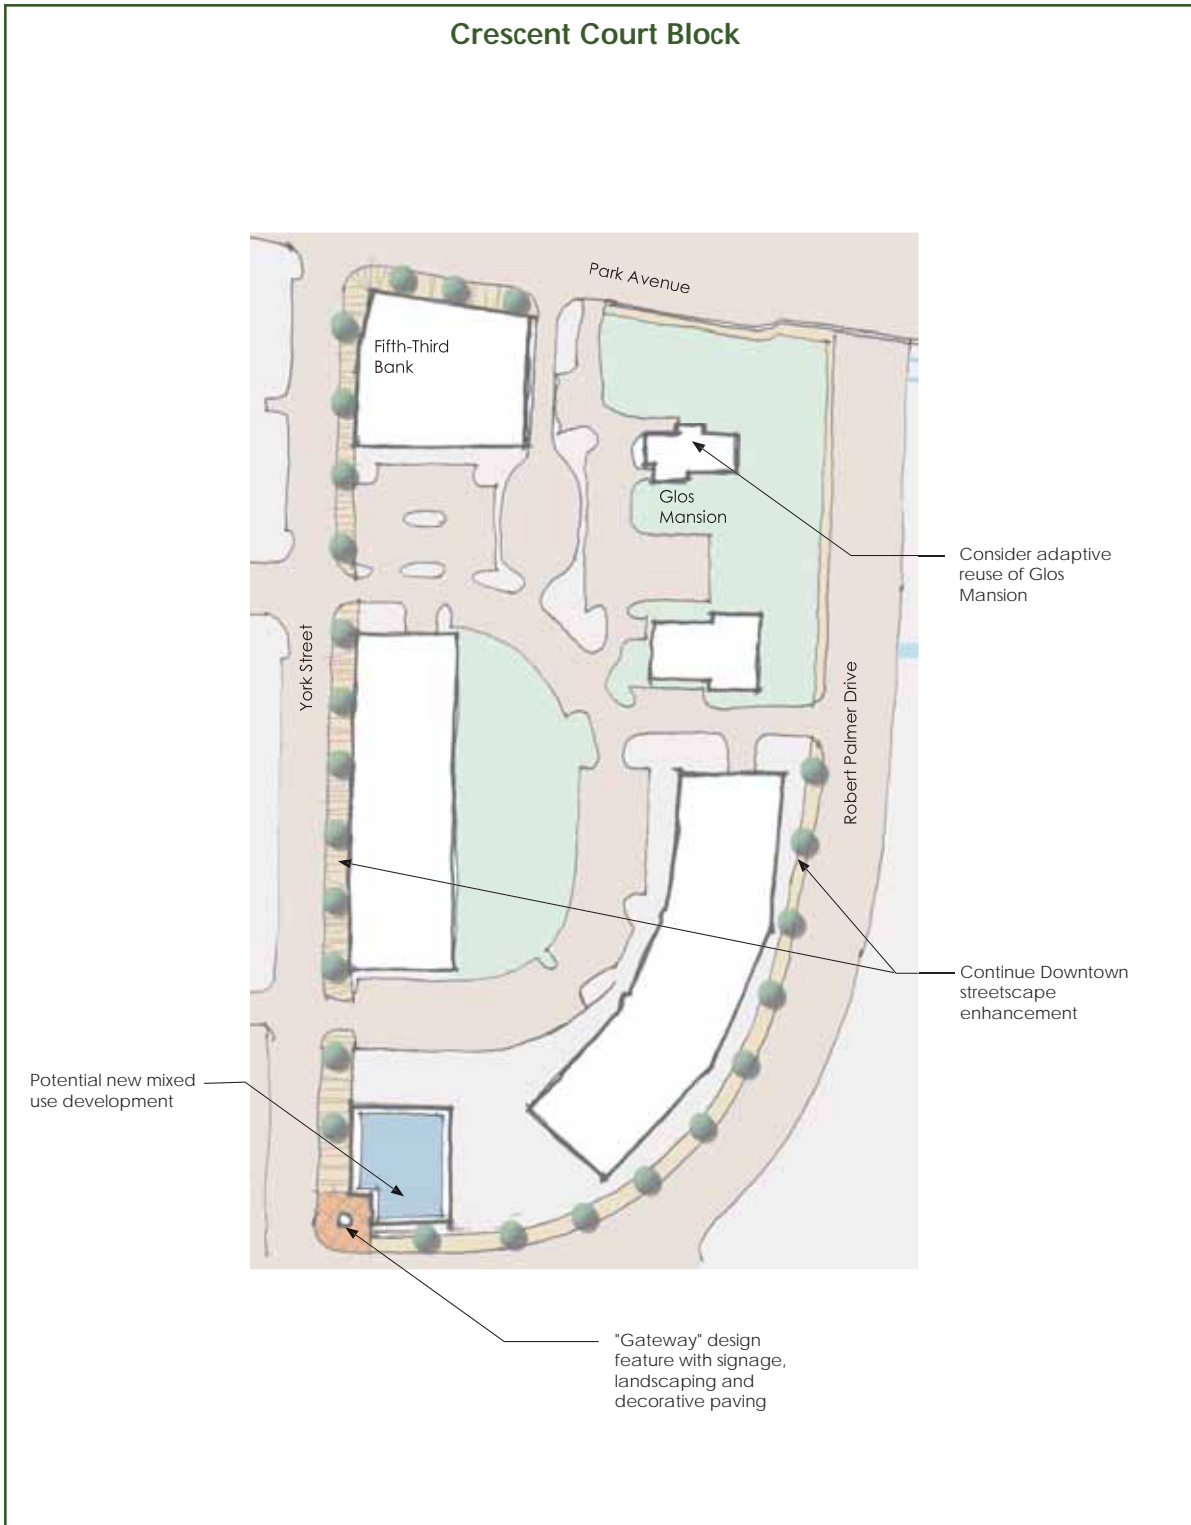 Crescent Court Block
Park Avenue
Fifth-Third
Bank
Glos
Mansion
Consider adaptive
reuse of Glos
Mansion
York Street
Robert Palmer Drive
Continue Downtown
streetscape
enhancement
Potential new mixed
use development
"Gateway" design
feature with signage,
landscaping and
decorative paving